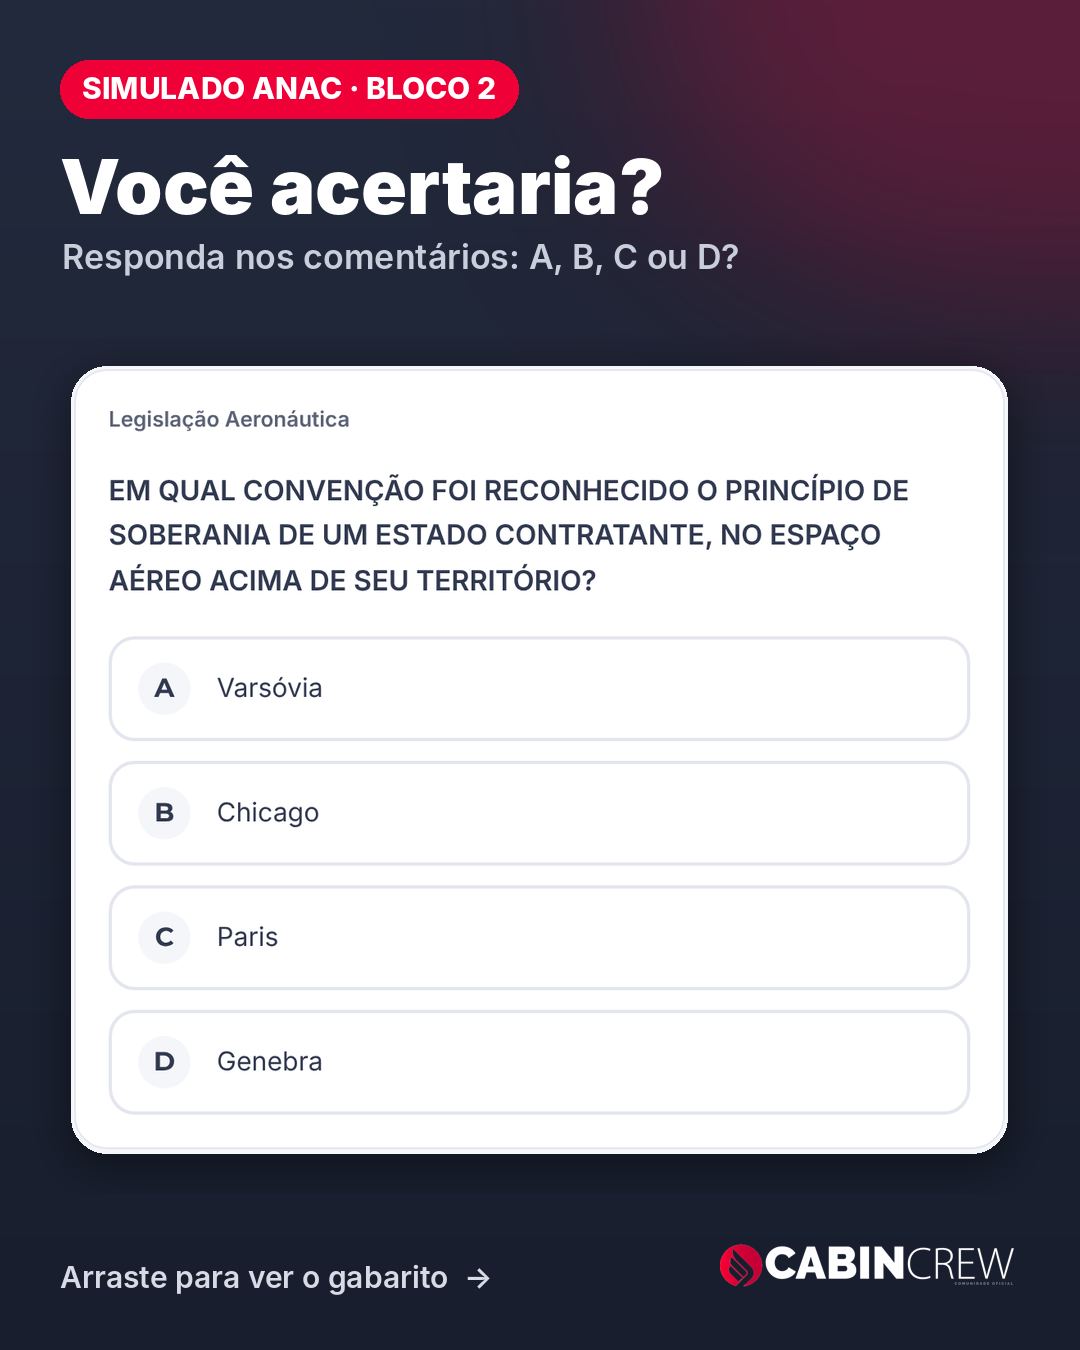 SIMULADO ANAC · BLOCO 2
Você acertaria?
Responda nos comentários: A, B, C ou D?
Legislação Aeronáutica
EM QUAL CONVENÇÃO FOI RECONHECIDO O PRINCÍPIO DE
SOBERANIA DE UM ESTADO CONTRATANTE, NO ESPAÇO
AÉREO ACIMA DE SEU TERRITÓRIO?
A Varsóvia
B Chicago
C Paris
D Genebra
Arraste para ver o gabarito →
CABINCREW
COMUNIDADE OFICIAL